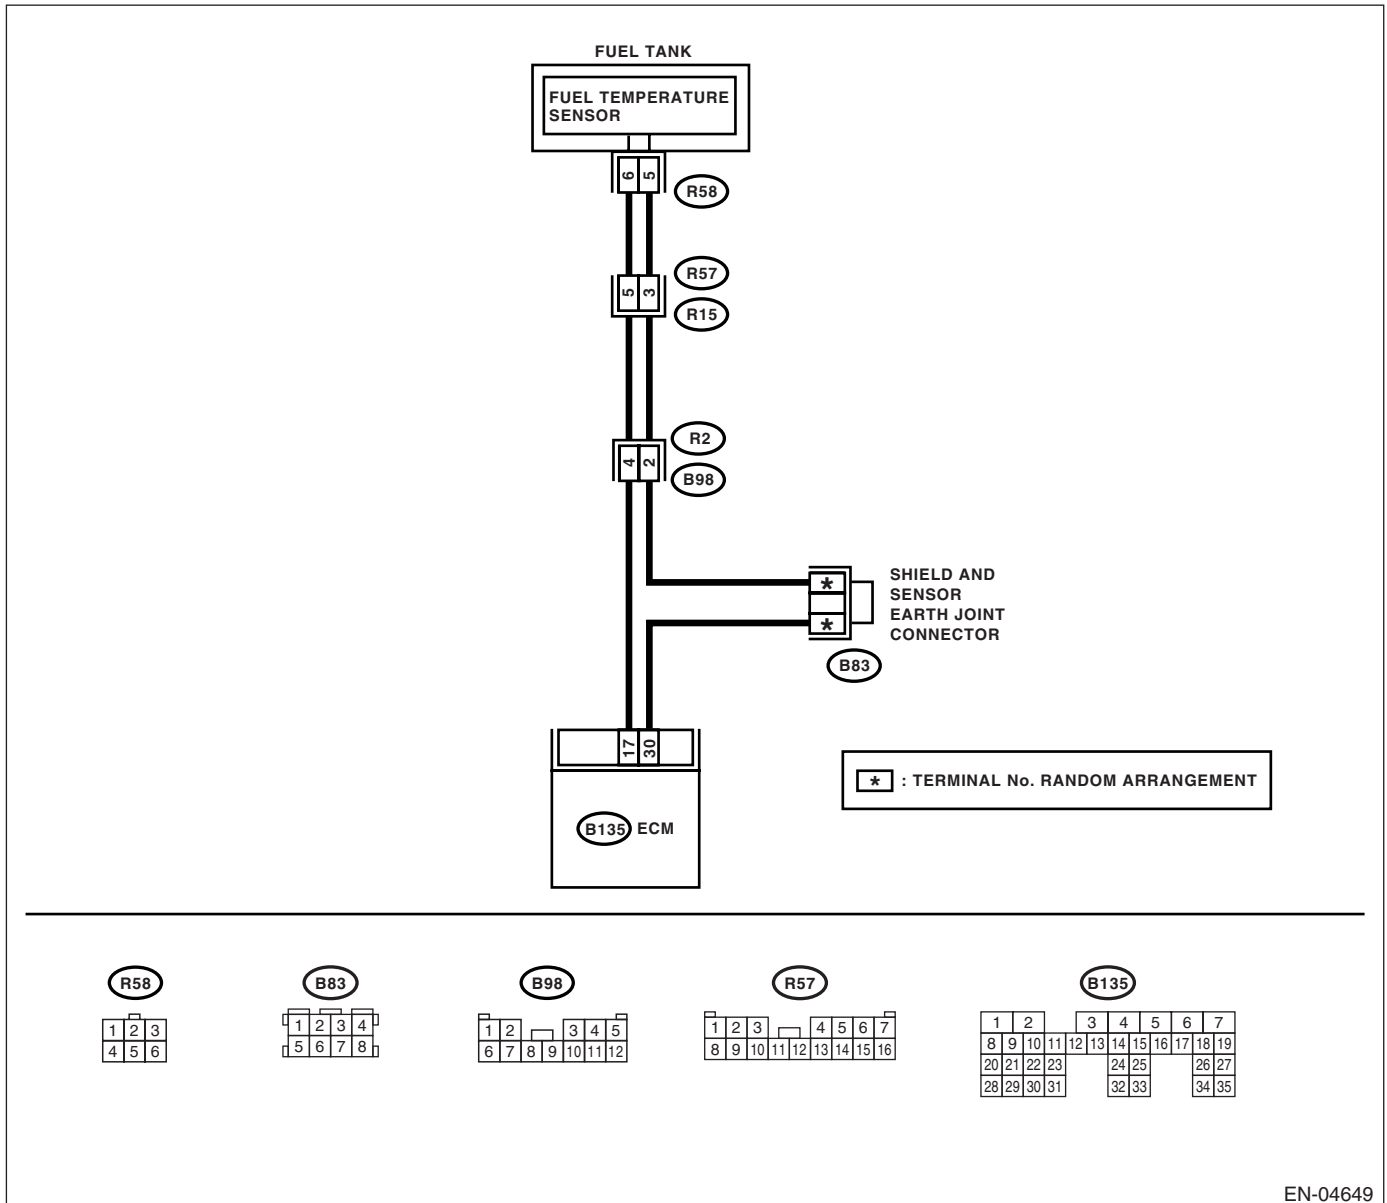 FUEL TANK
FUEL TEMPERATURE
SENSOR
6 5
R58
R57
5 3
R15
R2
4 2
B98
*
SHIELD AND
SENSOR
EARTH JOINT
CONNECTOR
*
B83
17 30
* : TERMINAL No. RANDOM ARRANGEMENT
B135 ECM
R58
1 2 3
4 5 6
B83
1 2 3 4
5 6 7 8
B98
1 2 3 4 5
6 7 8 9 10 11 12
R57
1 2 3 4 5 6 7
8 9 10 11 12 13 14 15 16
B135
1 2 3 4 5 6 7
8 9 10 11 12 13 14 15 16 17 18 19
20 21 22 23 24 25 26 27
28 29 30 31 32 33 34 35
EN-04649